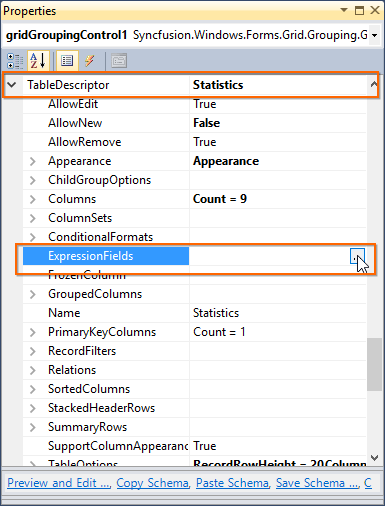 Properties
gridGroupingControl1 Syncfusion.Windows.Forms.Grid.Grouping.G
TableDescriptor Statistics
AllowEdit True
AllowNew False
AllowRemove True
Appearance Appearance
ChildGroupOptions
Columns Count = 9
ColumnSets
ConditionalFormats
ExpressionFields ...
FrozenColumn
GroupedColumns
Name Statistics
PrimaryKeyColumns Count = 1
RecordFilters
Relations
SortedColumns
StackedHeaderRows
SummaryRows
SupportColumnAppearanc True
TableOptions RecordRowHeight = 20Column
Preview and Edit ..., Copy Schema, Paste Schema, Save Schema ..., C